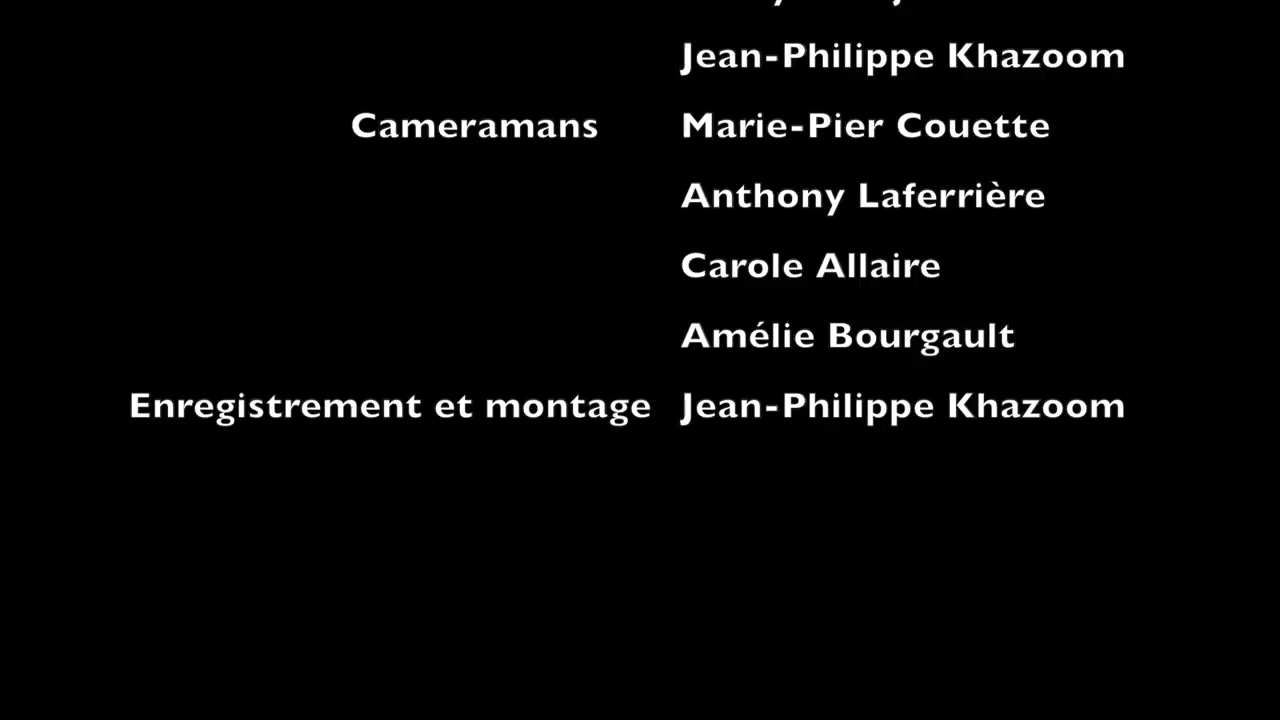 Jean-Philippe Khazoom
Cameramans Marie-Pier Couette
Anthony Laferrière
Carole Allaire
Amélie Bourgault
Enregistrement et montage Jean-Philippe Khazoom